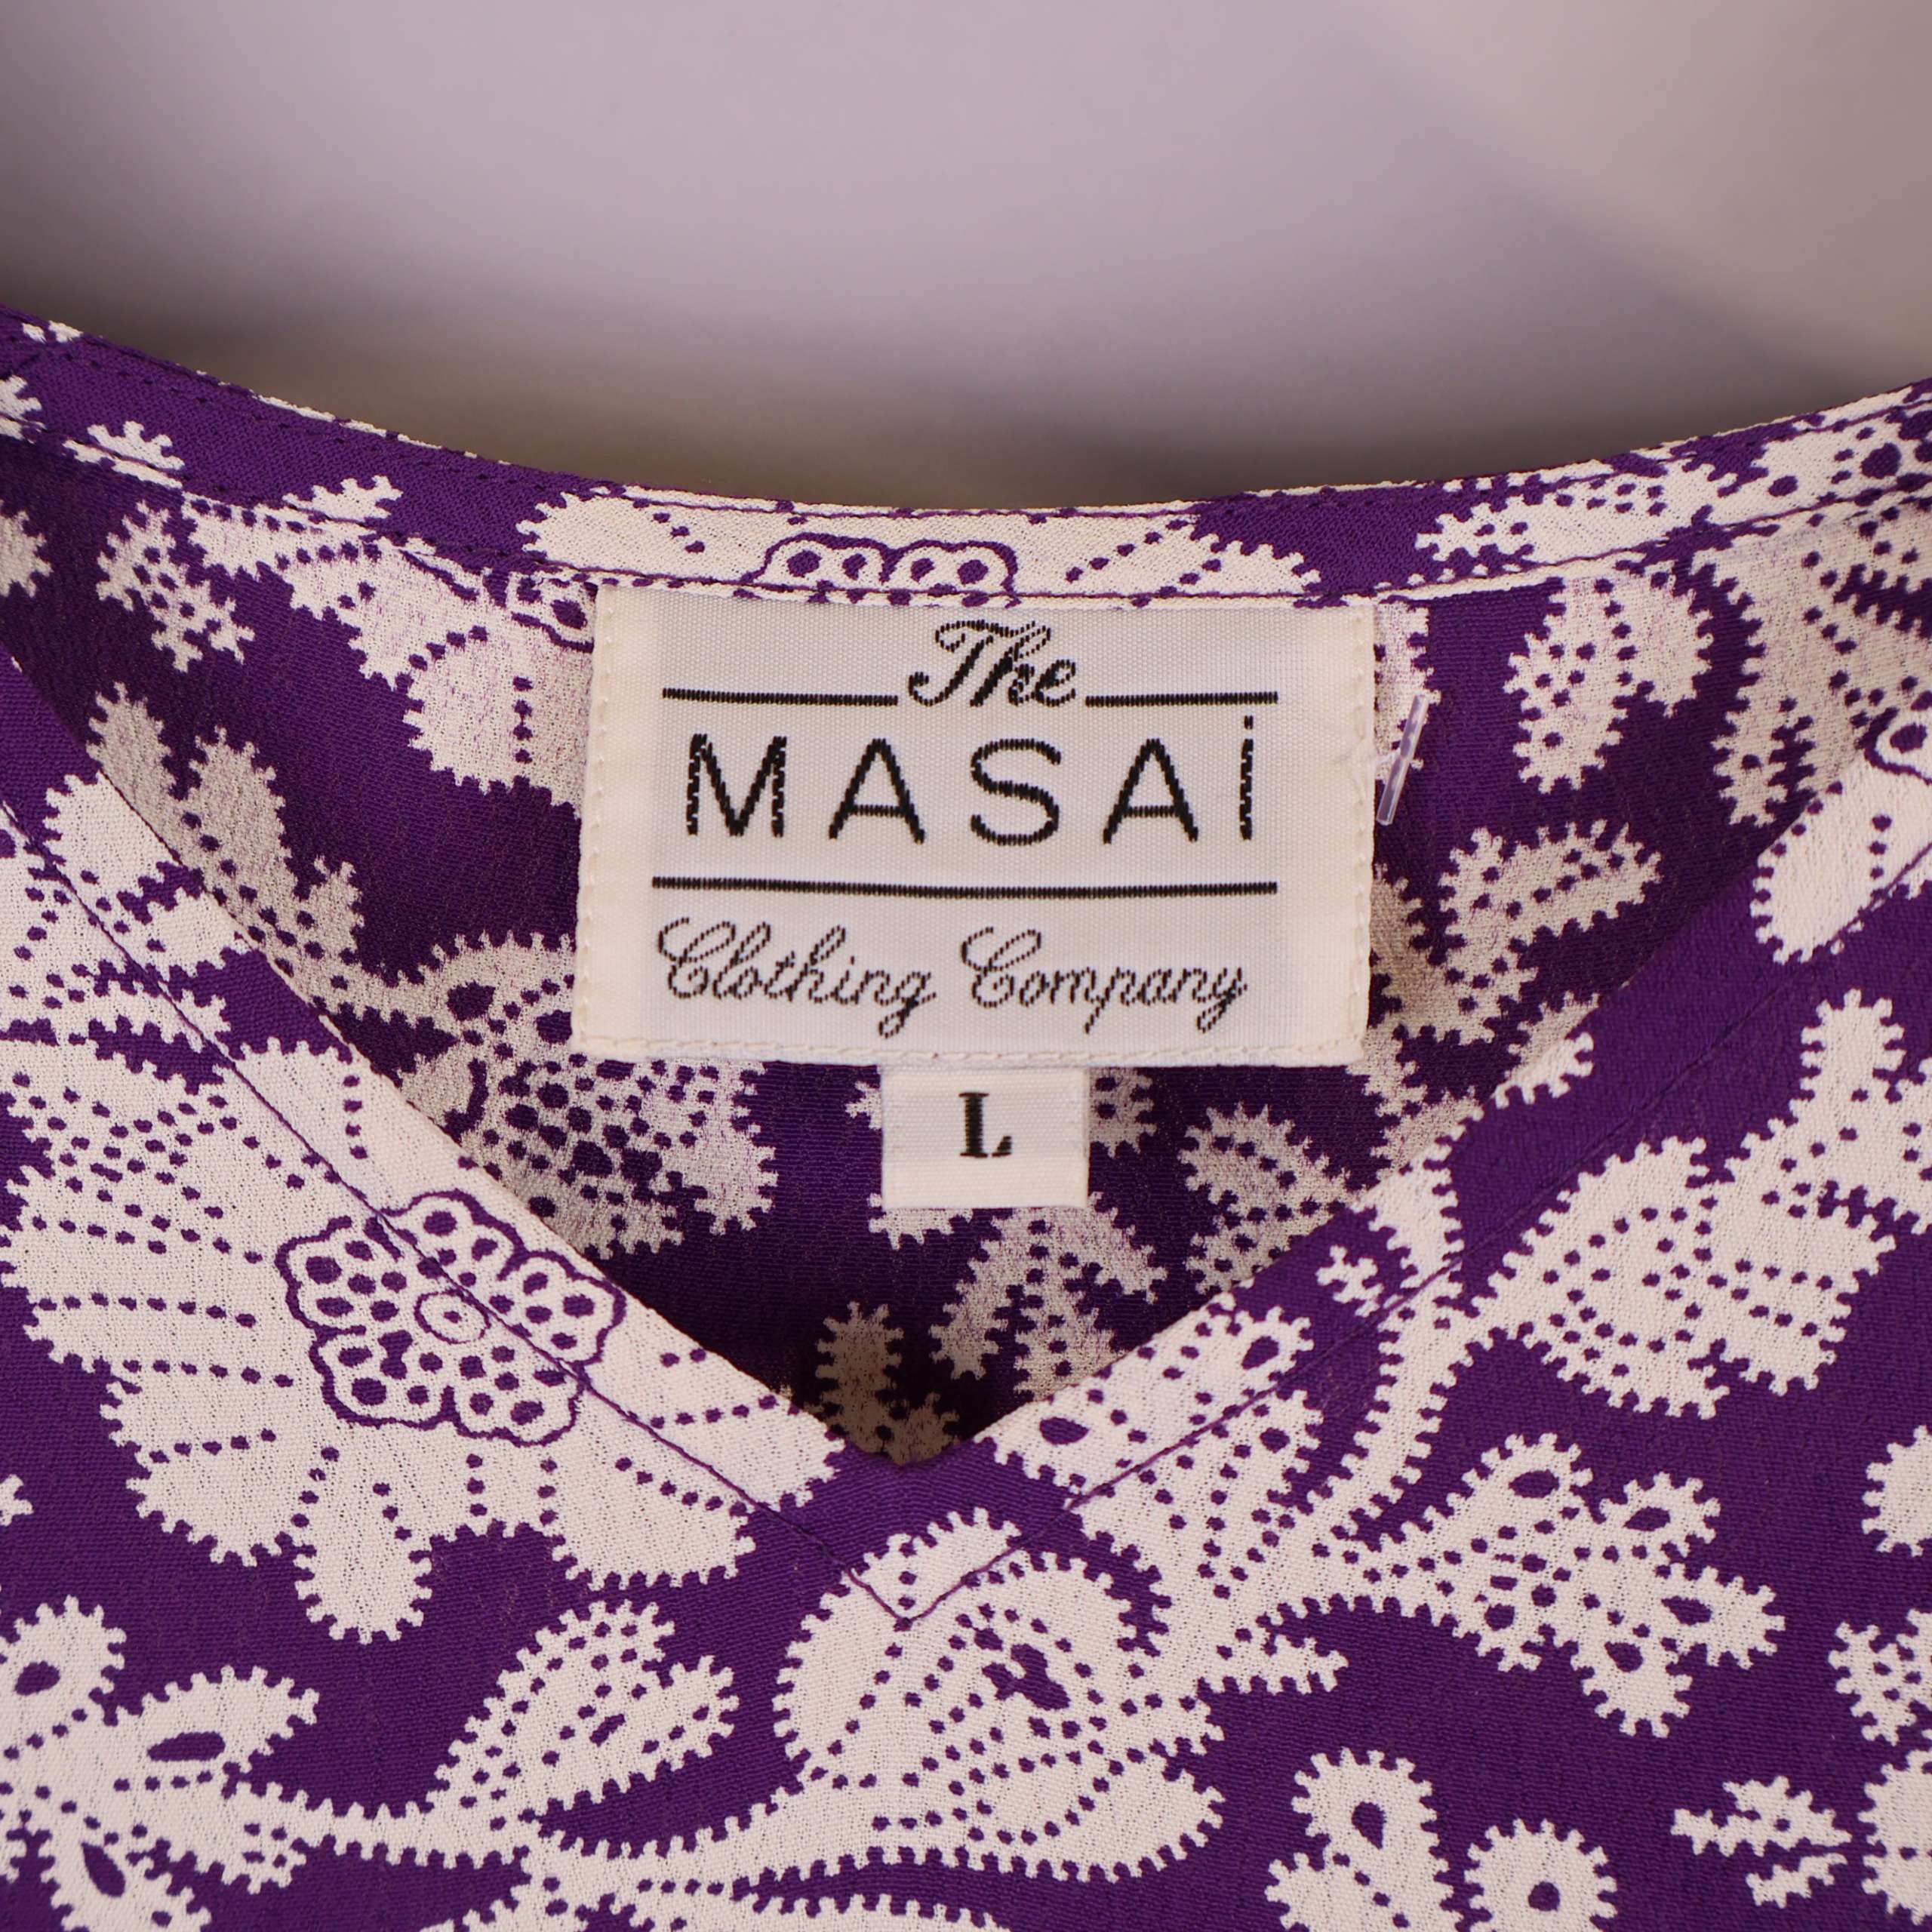 The
MASAi
Clothing Company
L